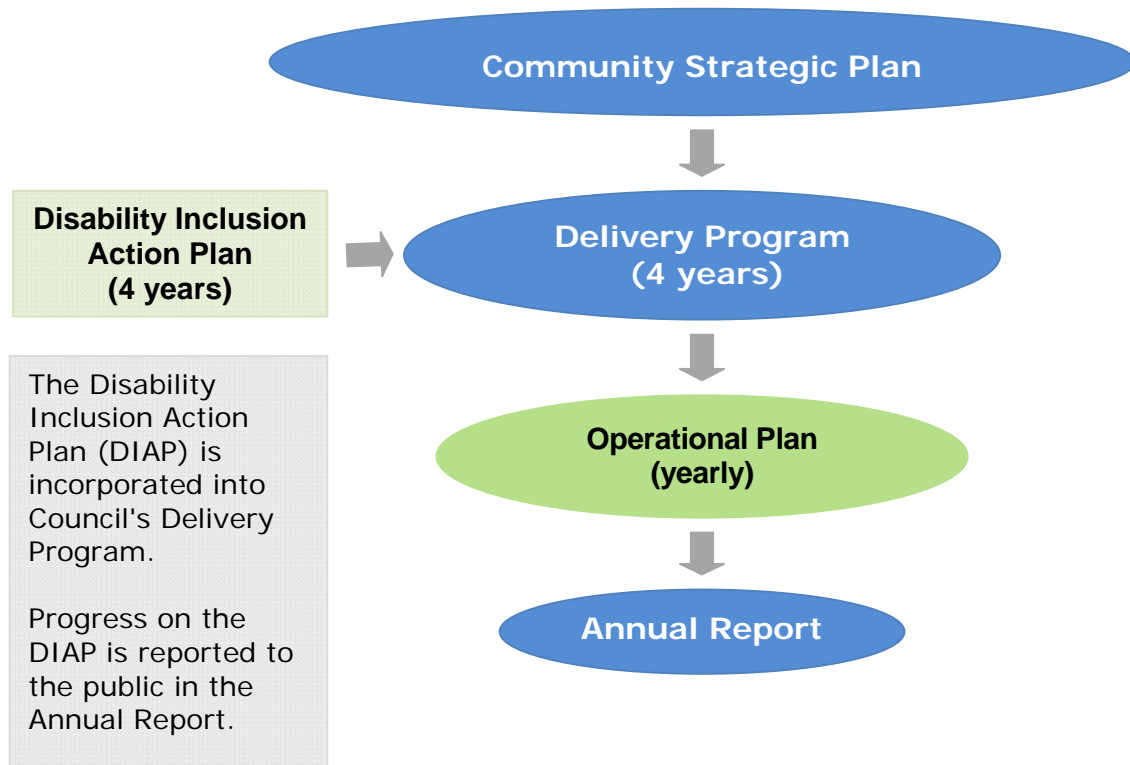 Community Strategic Plan
Disability Inclusion
Action Plan
(4 years)
Delivery Program
(4 years)
The Disability
Inclusion Action
Plan (DIAP) is
incorporated into
Council's Delivery
Program.
Progress on the
DIAP is reported to
the public in the
Annual Report.
Operational Plan
(yearly)
Annual Report